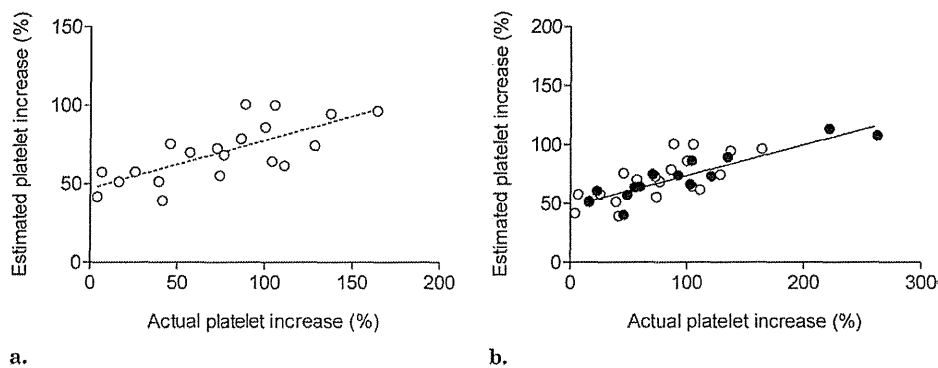 150
100
50
0
Estimated platelet increase (%)
0 50 100 150 200
Actual platelet increase (%)
a.
200
150
100
50
0
Estimated platelet increase (%)
0 100 200 300
Actual platelet increase (%)
b.